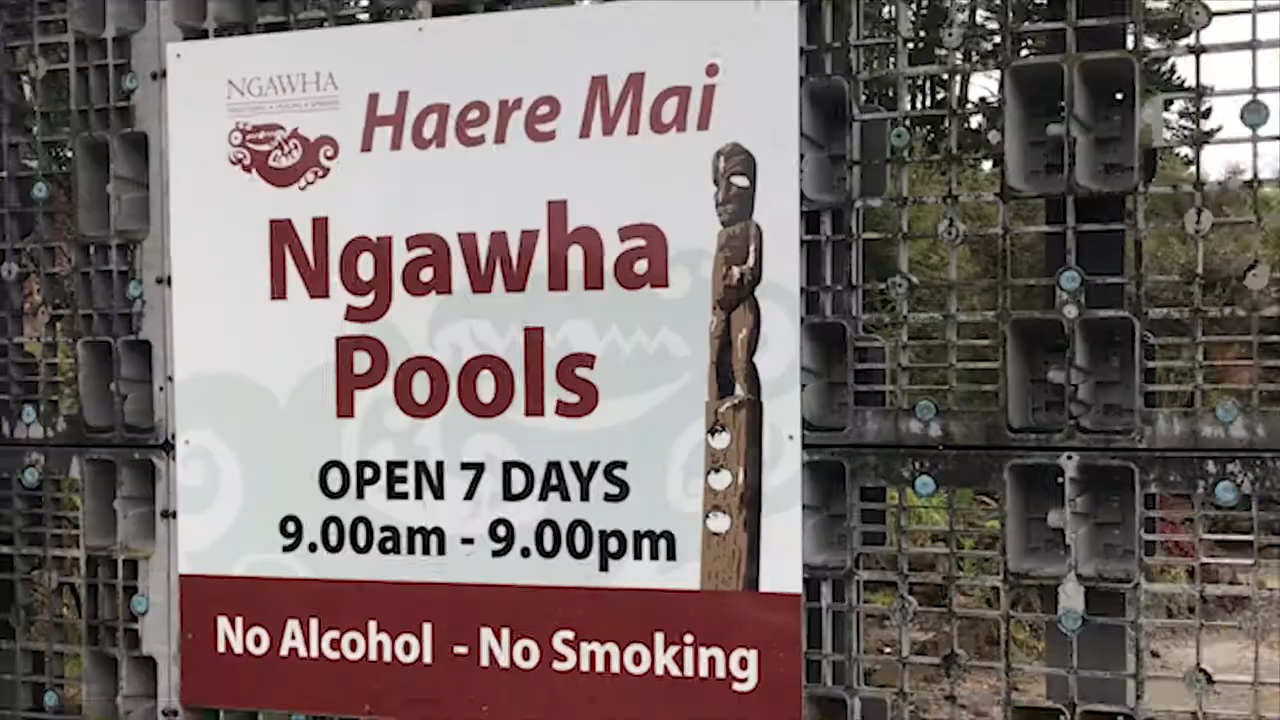 NGAWHA
Haere Mai
Ngawha
Pools
OPEN 7 DAYS
9.00am - 9.00pm
No Alcohol - No Smoking